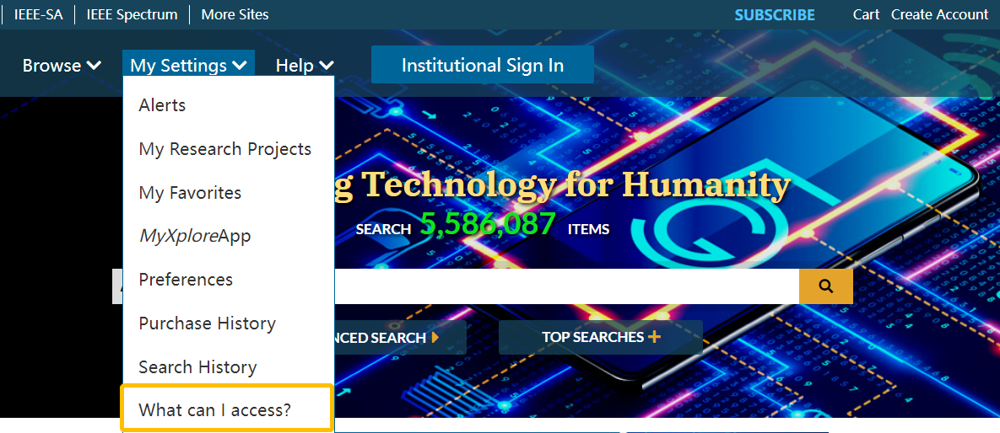 IEEE-SA IEEE Spectrum More Sites SUBSCRIBE Cart Create Account
Browse My Settings Help Institutional Sign In
Alerts
My Research Projects
My Favorites
MyXploreApp
Preferences
Purchase History
Search History
What can I access?
g Technology for Humanity
SEARCH 5,586,087 ITEMS
NCED SEARCH TOP SEARCHES